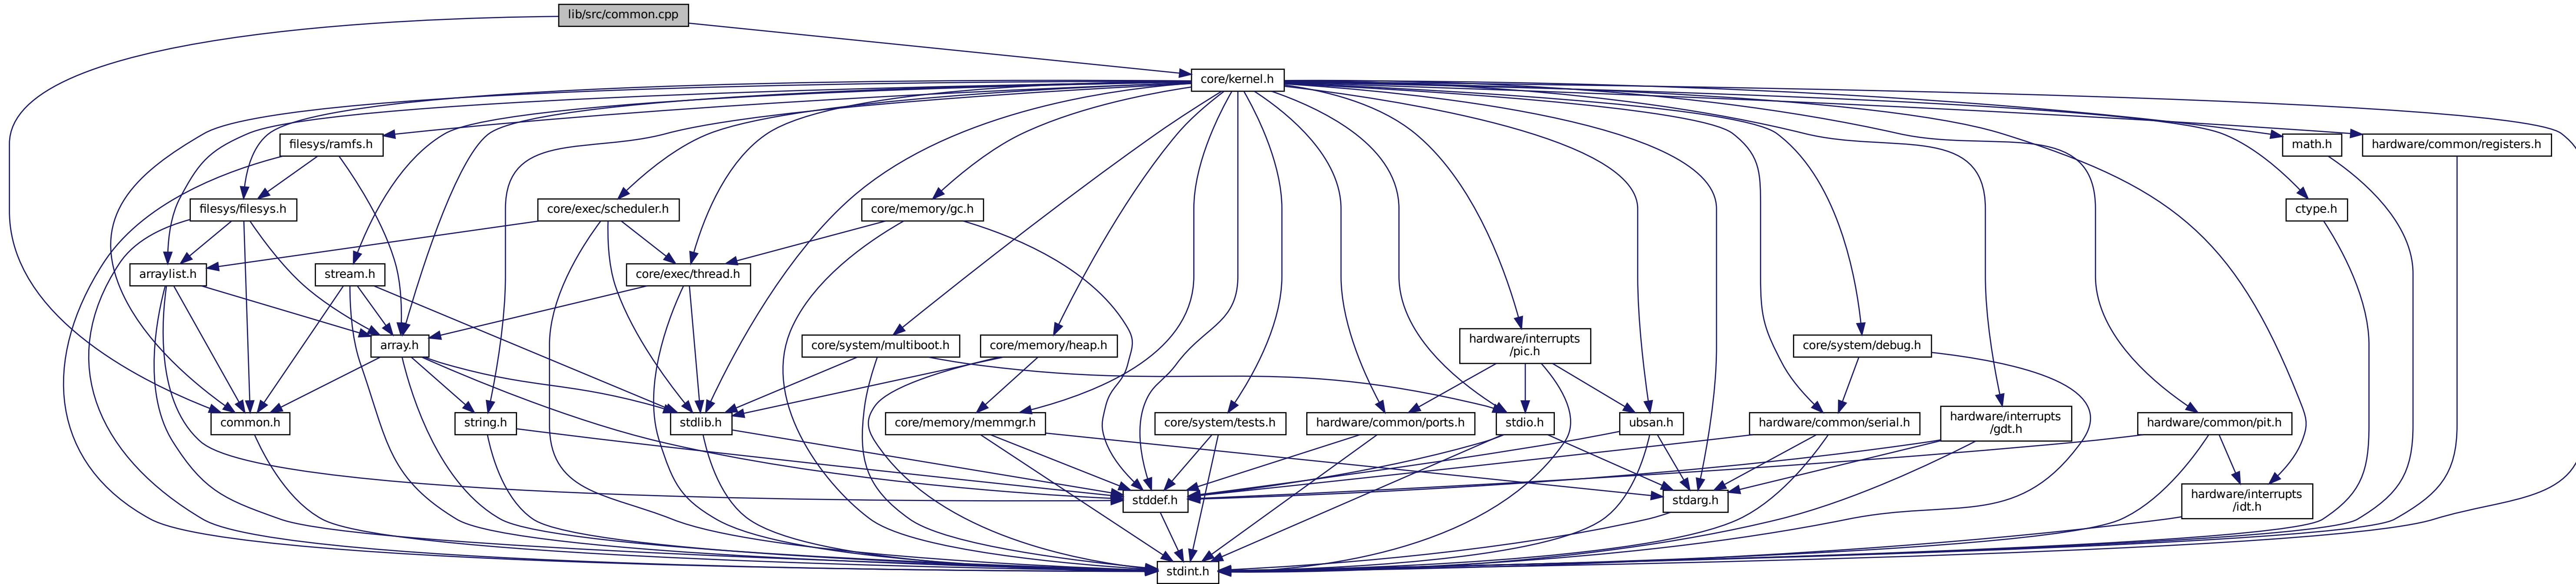 lib/src/common.cpp
core/kernel.h
filesys/ramfs.h
math.h
hardware/common/registers.h
filesys/filesys.h
core/exec/scheduler.h
core/memory/gc.h
ctype.h
arraylist.h
stream.h
core/exec/thread.h
array.h
core/system/multiboot.h
core/memory/heap.h
hardware/interrupts
/pic.h
core/system/debug.h
common.h
string.h
stdlib.h
core/memory/memmgr.h
core/system/tests.h
hardware/common/ports.h
stdio.h
ubsan.h
hardware/common/serial.h
hardware/interrupts
/gdt.h
hardware/common/pit.h
stddef.h
stdarg.h
hardware/interrupts
/idt.h
stdint.h